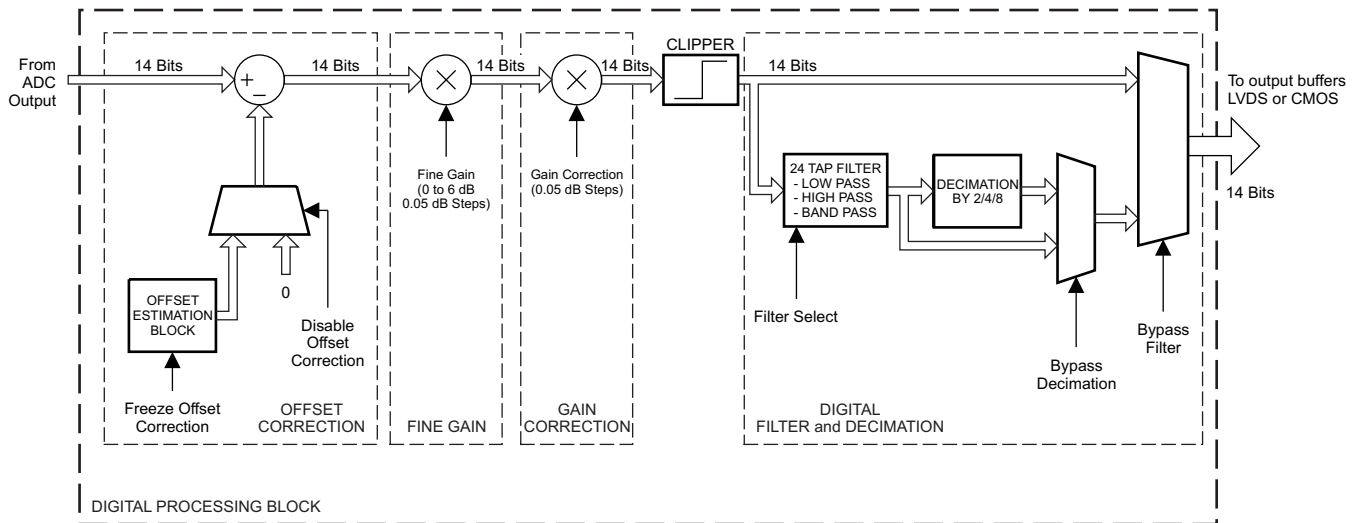 From
ADC
Output
14 Bits
+
–
14 Bits
14 Bits
14 Bits
CLIPPER
14 Bits
To output buffers
LVDS or CMOS
14 Bits
Fine Gain
(0 to 6 dB
0.05 dB Steps)
Gain Correction
(0.05 dB Steps)
24 TAP FILTER
- LOW PASS
- HIGH PASS
- BAND PASS
DECIMATION
BY 2/4/8
0
OFFSET
ESTIMATION
BLOCK
Disable
Offset
Correction
Filter Select
Bypass
Decimation
Bypass
Filter
Freeze Offset
Correction
OFFSET
CORRECTION
FINE GAIN
GAIN
CORRECTION
DIGITAL
FILTER and DECIMATION
DIGITAL PROCESSING BLOCK